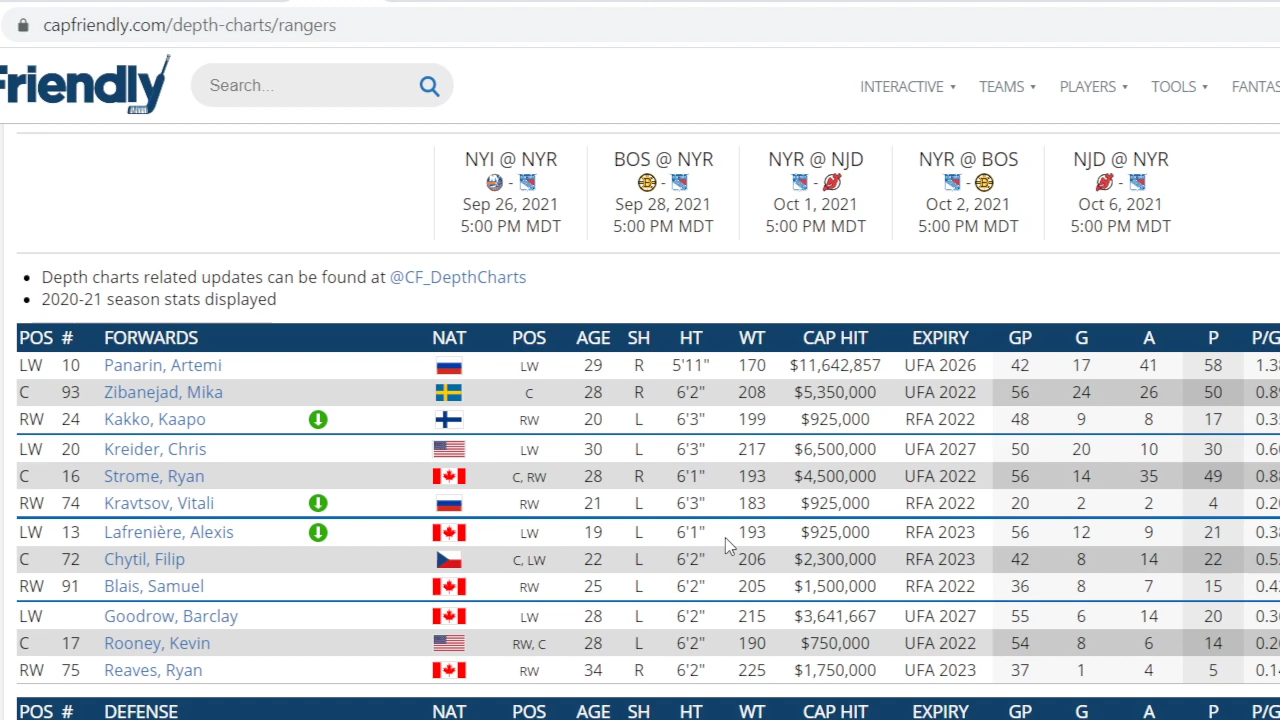 capfriendly.com/depth-charts/rangers
Friendly
Search...
INTERACTIVE TEAMS PLAYERS TOOLS FANTAS
NYI @ NYR BOS @ NYR NYR @ NJD NYR @ BOS NJD @ NYR
- - - - -
Sep 26, 2021 Sep 28, 2021 Oct 1, 2021 Oct 2, 2021 Oct 6, 2021
5:00 PM MDT 5:00 PM MDT 5:00 PM MDT 5:00 PM MDT 5:00 PM MDT
• Depth charts related updates can be found at @CF_DepthCharts
• 2020-21 season stats displayed
POS # FORWARDS NAT POS AGE SH HT WT CAP HIT EXPIRY GP G A P P/G
LW 10 Panarin, Artemi LW 29 R 5'11" 170 $11,642,857 UFA 2026 42 17 41 58 1.3
C 93 Zibanejad, Mika C 28 R 6'2" 208 $5,350,000 UFA 2022 56 24 26 50 0.8
RW 24 Kakko, Kaapo RW 20 L 6'3" 199 $925,000 RFA 2022 48 9 8 17 0.3
LW 20 Kreider, Chris LW 30 L 6'3" 217 $6,500,000 UFA 2027 50 20 10 30 0.6
C 16 Strome, Ryan C, RW 28 R 6'1" 193 $4,500,000 UFA 2022 56 14 35 49 0.8
RW 74 Kravtsov, Vitali RW 21 L 6'3" 183 $925,000 RFA 2022 20 2 2 4 0.2
LW 13 Lafrenière, Alexis LW 19 L 6'1" 193 $925,000 RFA 2023 56 12 9 21 0.3
C 72 Chytil, Filip C, LW 22 L 6'2" 206 $2,300,000 RFA 2023 42 8 14 22 0.5
RW 91 Blais, Samuel RW 25 L 6'2" 205 $1,500,000 RFA 2022 36 8 7 15 0.4
LW Goodrow, Barclay LW 28 L 6'2" 215 $3,641,667 UFA 2027 55 6 14 20 0.3
C 17 Rooney, Kevin RW, C 28 L 6'2" 190 $750,000 UFA 2022 54 8 6 14 0.2
RW 75 Reaves, Ryan RW 34 R 6'2" 225 $1,750,000 UFA 2023 37 1 4 5 0.1
POS # DEFENSE NAT POS AGE SH HT WT CAP HIT EXPIRY GP G A P P/G